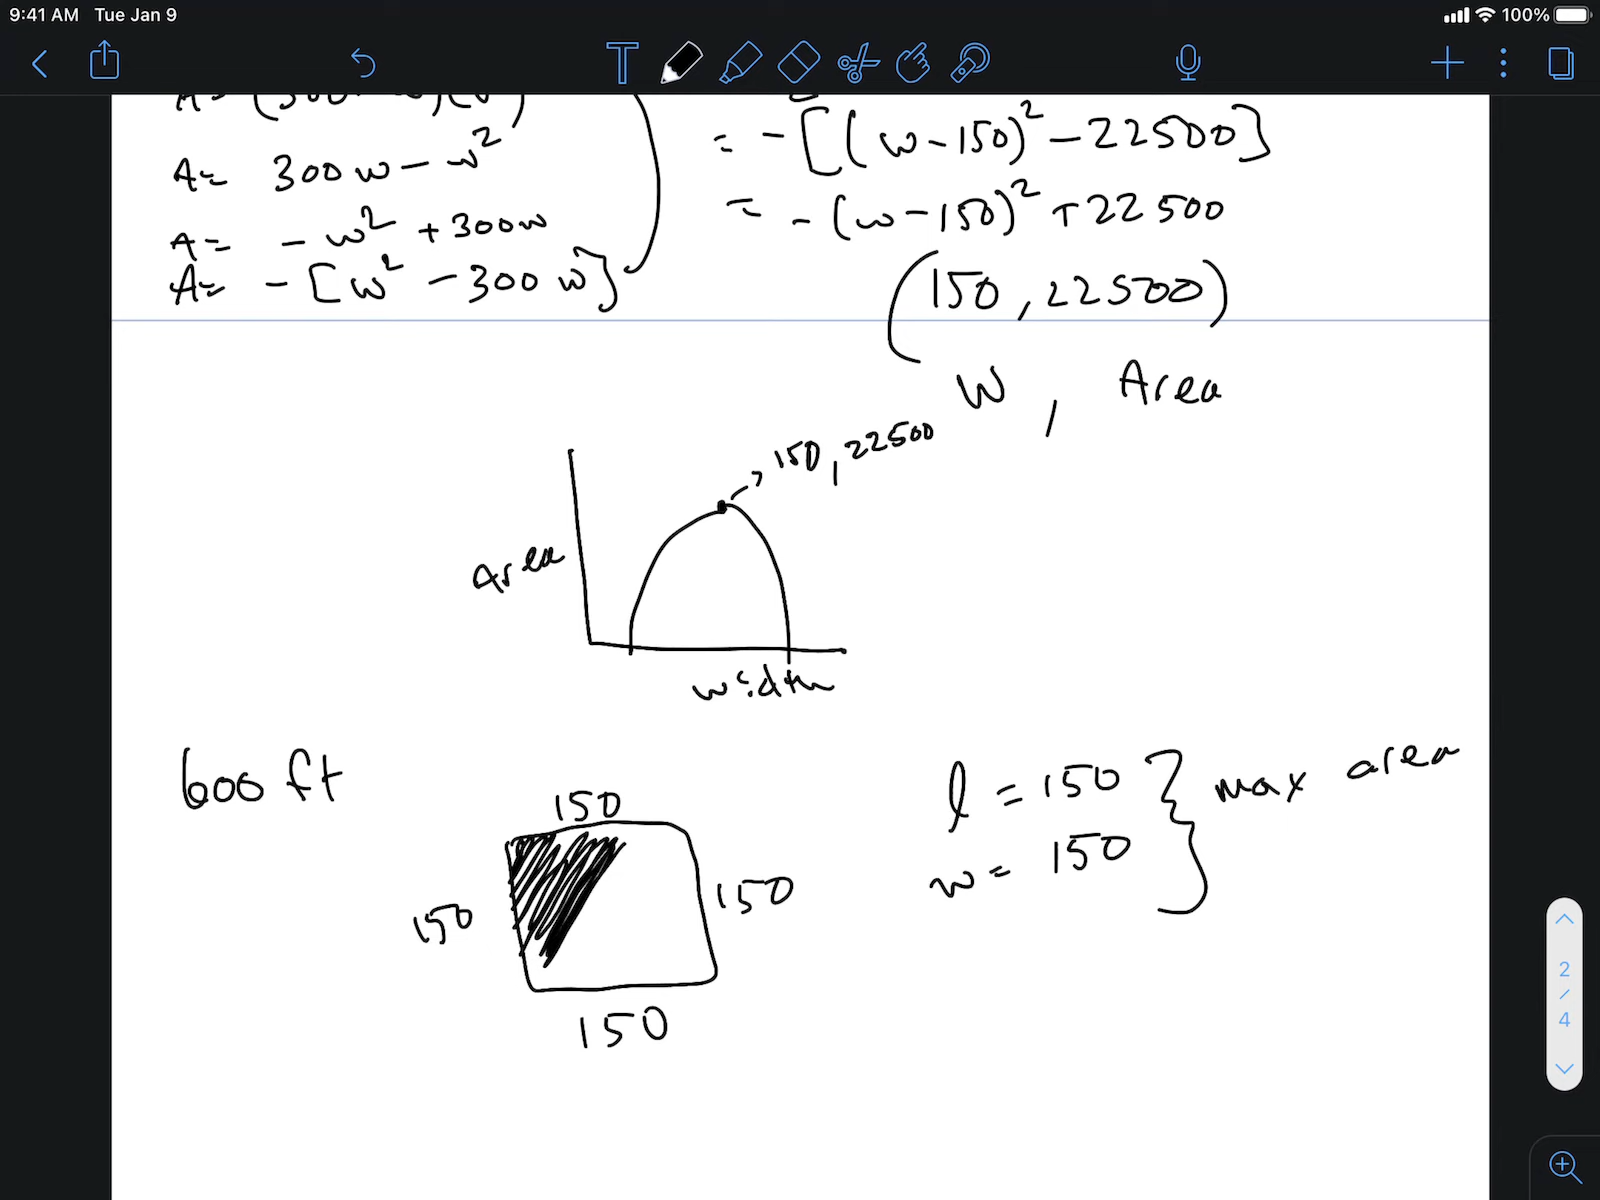 9:41 AM Tue Jan 9
100%
A = (300 - w)(w)
A = 300w - w²
A = - w² + 300w
A = - [w² - 300w]
= - [(w - 150)² - 22500]
= - (w - 150)² + 22500
(150, 22500)
W, Area
150, 22500
Area
width
600 ft
150
150
150
150
l = 150
w = 150
} max area
2
/
4